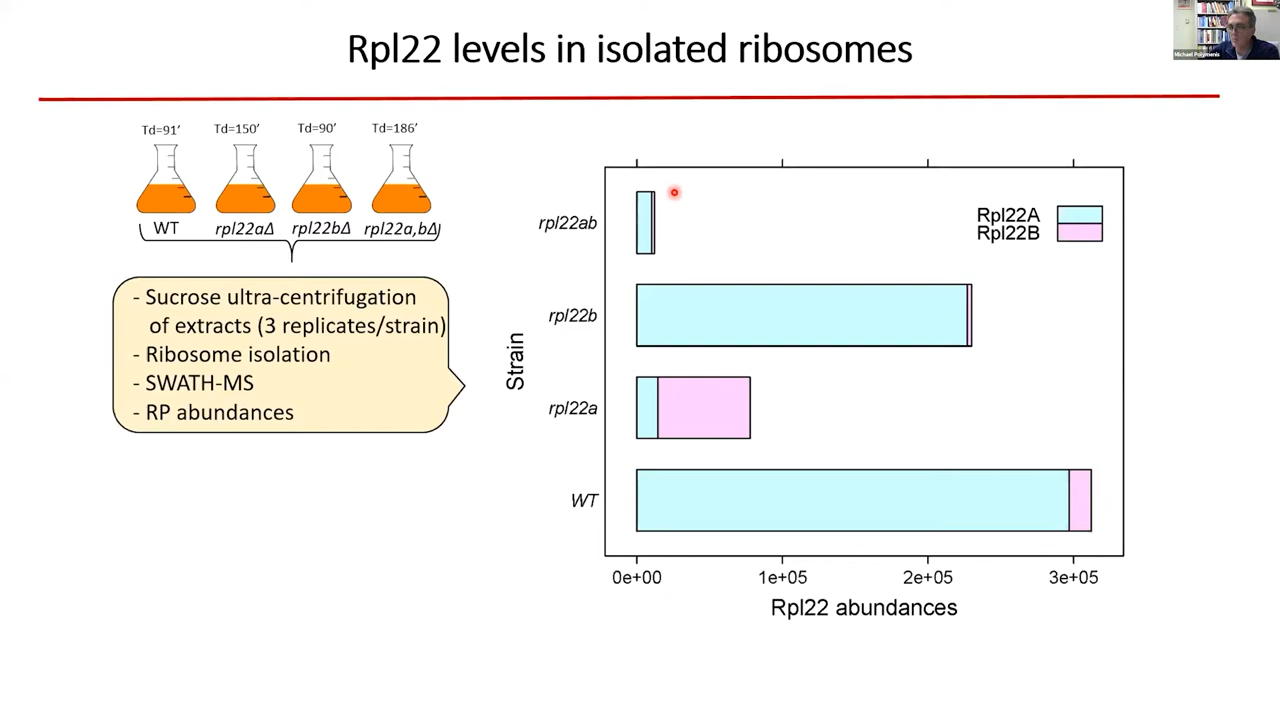 Rpl22 levels in isolated ribosomes
Michael Polymenis
Td=91’ Td=150’ Td=90’ Td=186’
WT rpl22aΔ rpl22bΔ rpl22a,bΔ
- Sucrose ultra-centrifugation
of extracts (3 replicates/strain)
- Ribosome isolation
- SWATH-MS
- RP abundances
Strain
rpl22ab
rpl22b
rpl22a
WT
Rpl22A
Rpl22B
0e+00 1e+05 2e+05 3e+05
Rpl22 abundances